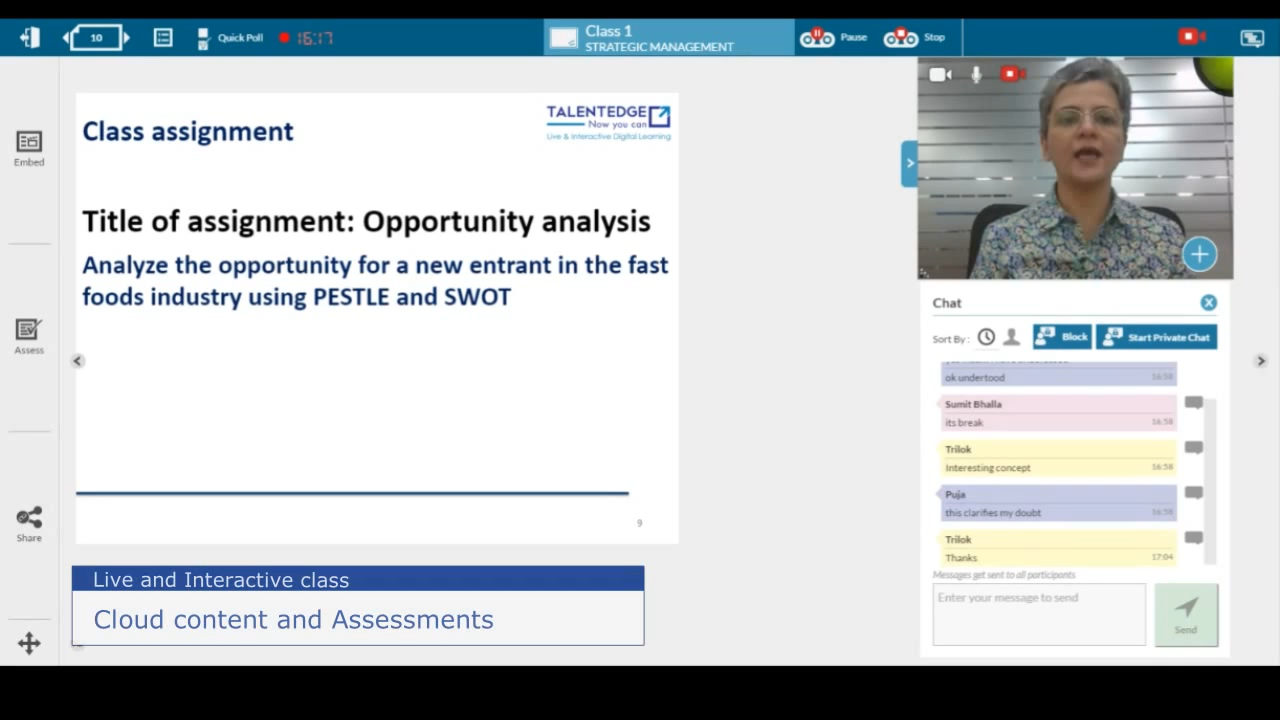 10
Quick Poll
16:17
Class 1
STRATEGIC MANAGEMENT
Pause
Stop
Embed
Assess
Share
Class assignment
TALENTEDGE
Now you can
Live & Interactive Digital Learning
Title of assignment: Opportunity analysis
Analyze the opportunity for a new entrant in the fast
foods industry using PESTLE and SWOT
9
Live and Interactive class
Cloud content and Assessments
Chat
Sort By :
Block
Start Private Chat
ok undertood 16:58
Sumit Bhalla
its break 16:58
Trilok
Interesting concept 16:58
Puja
this clarifies my doubt 16:58
Trilok
Thanks 17:04
Messages get sent to all participants
Enter your message to send
Send